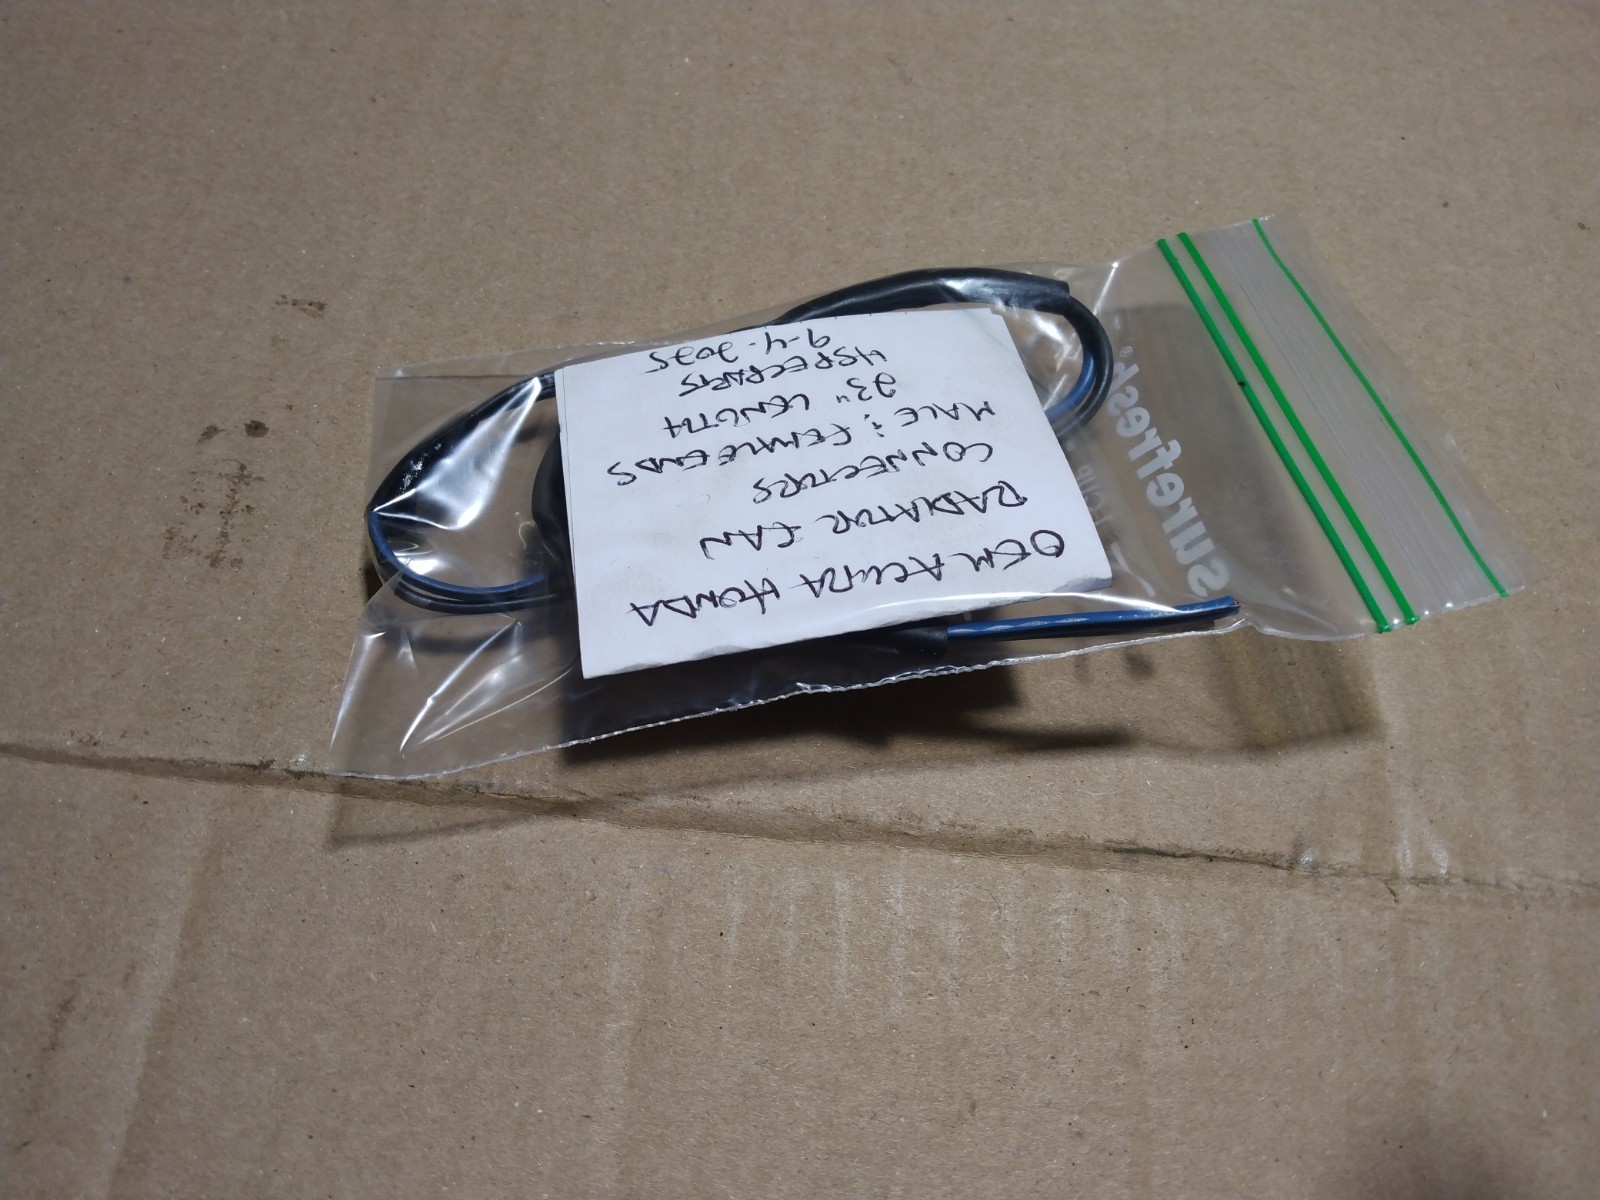 OEM ACURA HONDA
RADIATOR FAN
CONNECTORS
MALE & FEMALE ENDS
23" LENGTH
HSPECPARTS
9-4-2025
surefresh®